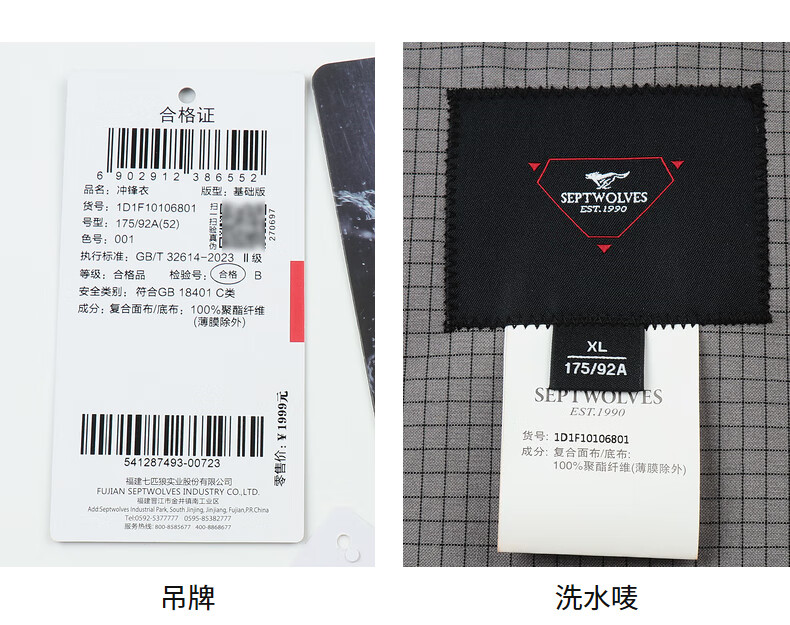 合格证
6 902912 386552
品名：冲锋衣
版型：基础版
货号：1D1F10106801
号型：175/92A(52)
色号：001
扫一扫验真伪
270697
执行标准：GB/T 32614-2023 Ⅱ级
等级：合格品 检验号：合格 B
安全类别：符合GB 18401 C类
成分：复合面布/底布：100%聚酯纤维
(薄膜除外)
零售价：¥1999元
541287493-00723
福建七匹狼实业股份有限公司
FUJIAN SEPTWOLVES INDUSTRY CO.,LTD.
福建晋江市金井镇南工业区
Add:Septwolves Industrial Park, South Jinjing, Jinjiang, Fujian,P.R.China
Tel:0592-5377777 0595-85382777
服务热线: 800-8585677 400-8868677
吊牌
SEPTWOLVES
EST.1990
XL
175/92A
SEPTWOLVES
EST.1990
货号: 1D1F10106801
成分: 复合面布/底布:
100%聚酯纤维(薄膜除外)
洗水唛